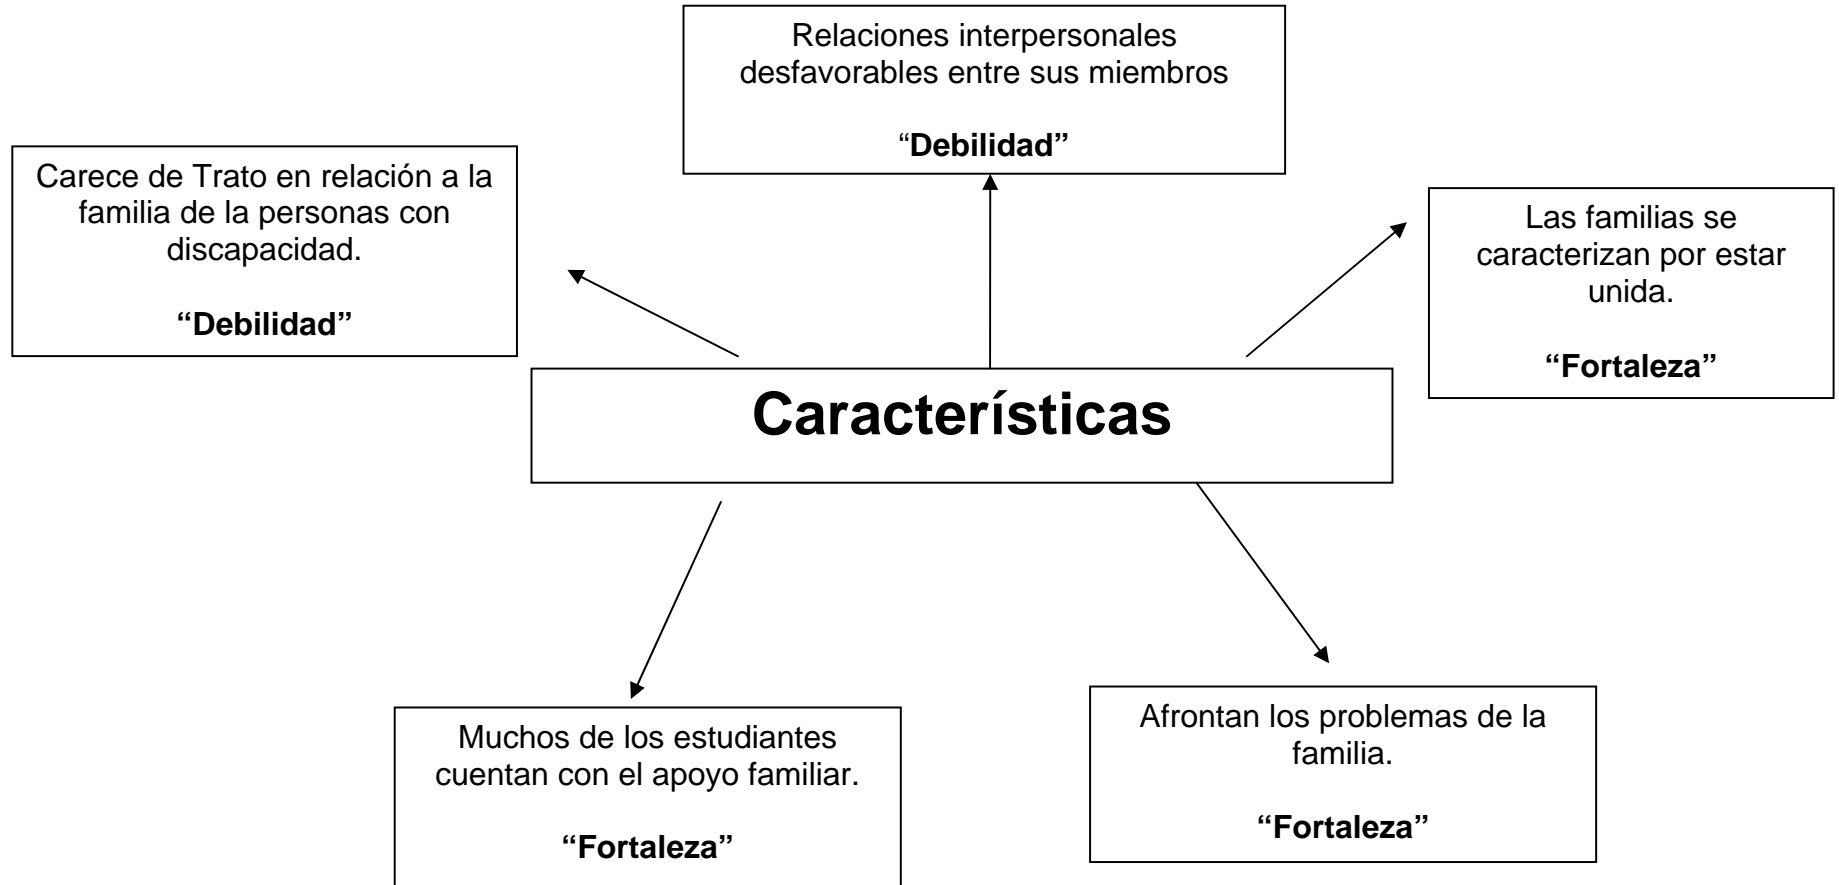 Relaciones interpersonales
desfavorables entre sus miembros
“Debilidad”
Carece de Trato en relación a la
familia de la personas con
discapacidad.
“Debilidad”
Las familias se
caracterizan por estar
unida.
“Fortaleza”
Características
Muchos de los estudiantes
cuentan con el apoyo familiar.
“Fortaleza”
Afrontan los problemas de la
familia.
“Fortaleza”